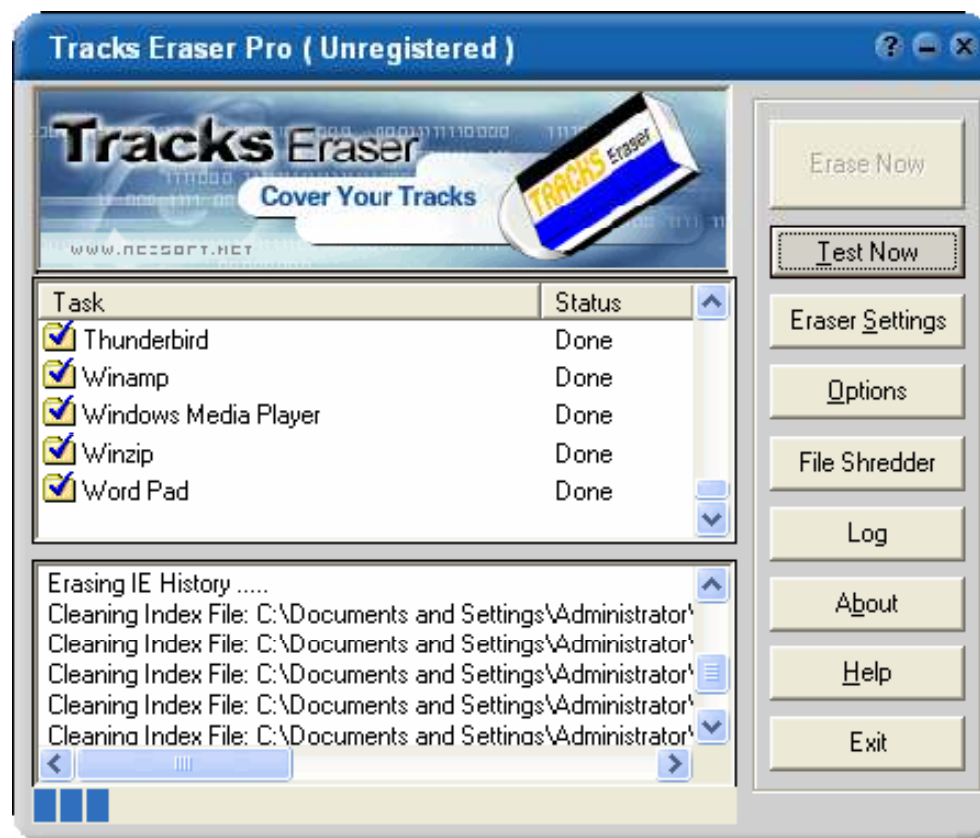 Tracks Eraser Pro ( Unregistered )
Tracks Eraser
Cover Your Tracks
TRACKS Eraser
Task Status
Thunderbird Done
Winamp Done
Windows Media Player Done
Winzip Done
Word Pad Done
Erasing IE History .....
Cleaning Index File: C:\Documents and Settings\Administrator\
Cleaning Index File: C:\Documents and Settings\Administrator\
Cleaning Index File: C:\Documents and Settings\Administrator\
Cleaning Index File: C:\Documents and Settings\Administrator\
Cleaning Index File: C:\Documents and Settings\Administrator\
Erase Now
Test Now
Eraser Settings
Options
File Shredder
Log
About
Help
Exit